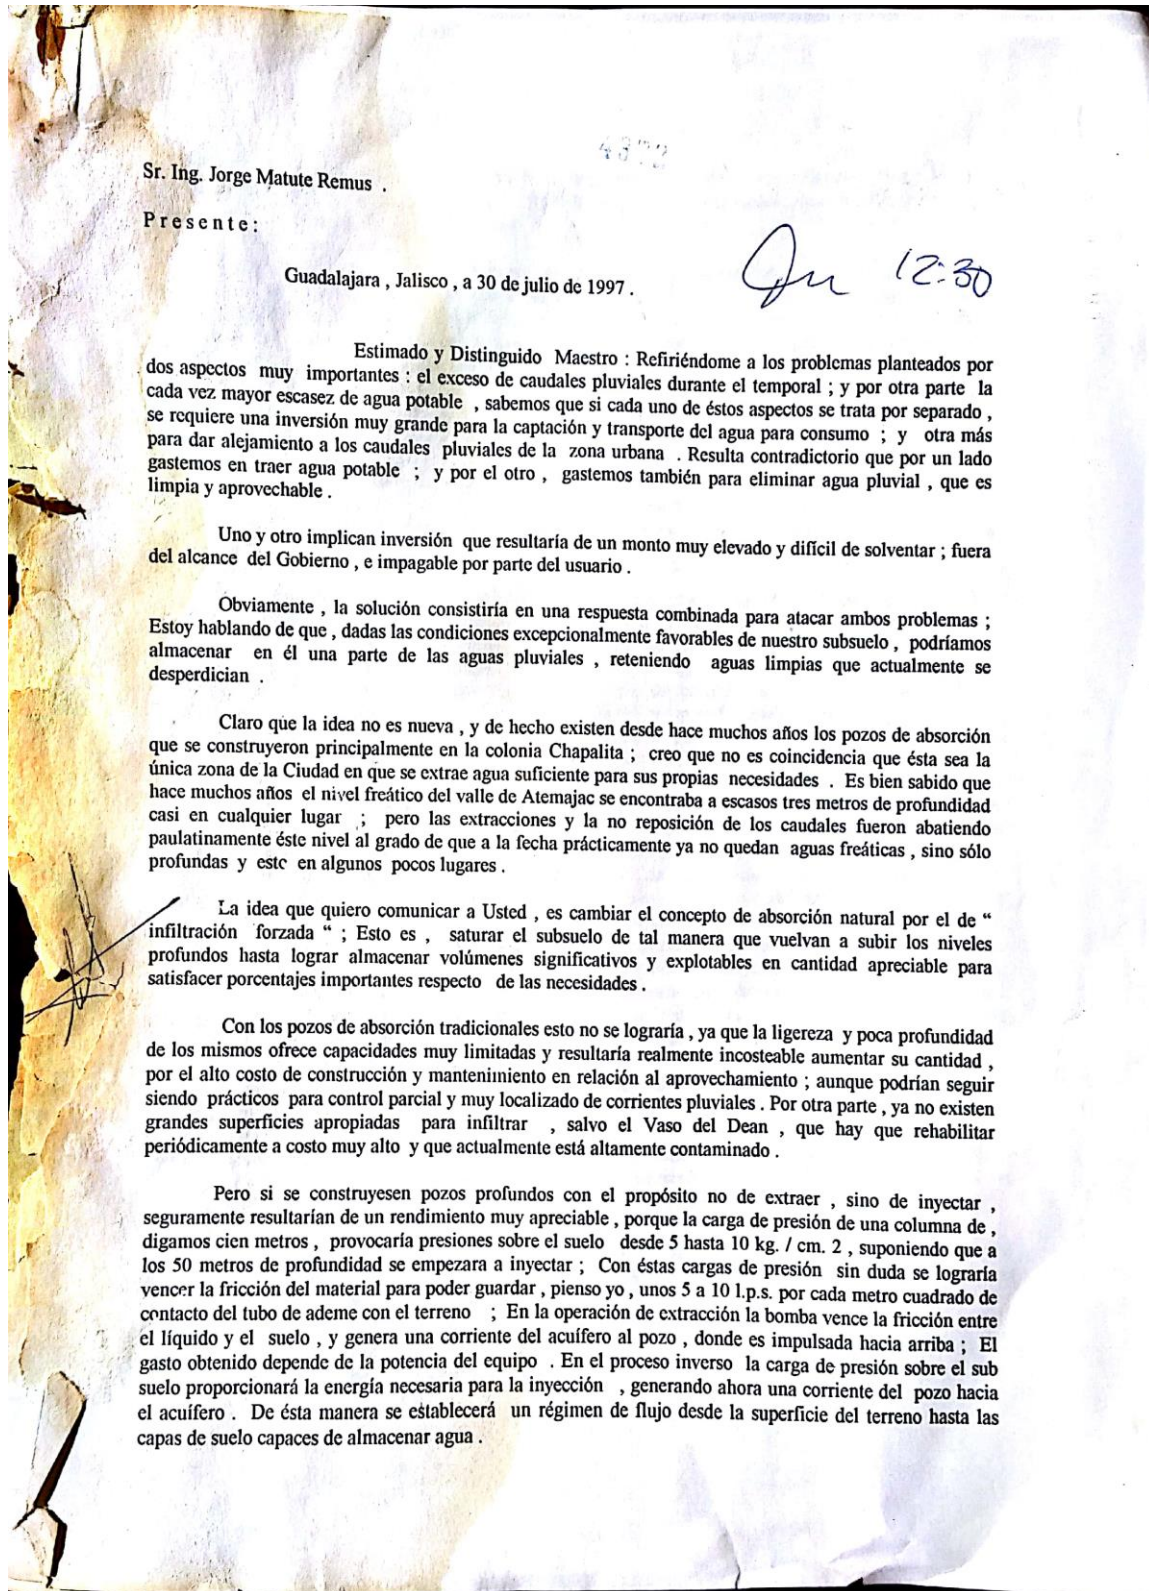 Sr. Ing. Jorge Matute Remus .
P r e s e n t e :
12:30
Guadalajara , Jalisco , a 30 de julio de 1997 .
Estimado y Distinguido Maestro : Refiriéndome a los problemas planteados por
dos aspectos muy importantes : el exceso de caudales pluviales durante el temporal ; y por otra parte la
cada vez mayor escasez de agua potable , sabemos que si cada uno de éstos aspectos se trata por separado ,
se requiere una inversión muy grande para la captación y transporte del agua para consumo ; y otra más
para dar alejamiento a los caudales pluviales de la zona urbana . Resulta contradictorio que por un lado
gastemos en traer agua potable ; y por el otro , gastemos también para eliminar agua pluvial , que es
limpia y aprovechable .
Uno y otro implican inversión que resultaría de un monto muy elevado y difícil de solventar ; fuera
del alcance del Gobierno , e impagable por parte del usuario .
Obviamente , la solución consistiría en una respuesta combinada para atacar ambos problemas ;
Estoy hablando de que , dadas las condiciones excepcionalmente favorables de nuestro subsuelo , podríamos
almacenar en él una parte de las aguas pluviales , reteniendo aguas limpias que actualmente se
desperdician .
Claro que la idea no es nueva , y de hecho existen desde hace muchos años los pozos de absorción
que se construyeron principalmente en la colonia Chapalita ; creo que no es coincidencia que ésta sea la
única zona de la Ciudad en que se extrae agua suficiente para sus propias necesidades . Es bien sabido que
hace muchos años el nivel freático del valle de Atemajac se encontraba a escasos tres metros de profundidad
casi en cualquier lugar ; pero las extracciones y la no reposición de los caudales fueron abatiendo
paulatinamente éste nivel al grado de que a la fecha prácticamente ya no quedan aguas freáticas , sino sólo
profundas y este en algunos pocos lugares .
La idea que quiero comunicar a Usted , es cambiar el concepto de absorción natural por el de “
infiltración forzada “ ; Esto es , saturar el subsuelo de tal manera que vuelvan a subir los niveles
profundos hasta lograr almacenar volúmenes significativos y explotables en cantidad apreciable para
satisfacer porcentajes importantes respecto de las necesidades .
Con los pozos de absorción tradicionales esto no se lograría , ya que la ligereza y poca profundidad
de los mismos ofrece capacidades muy limitadas y resultaría realmente incosteable aumentar su cantidad ,
por el alto costo de construcción y mantenimiento en relación al aprovechamiento ; aunque podrían seguir
siendo prácticos para control parcial y muy localizado de corrientes pluviales . Por otra parte , ya no existen
grandes superficies apropiadas para infiltrar , salvo el Vaso del Dean , que hay que rehabilitar
periódicamente a costo muy alto y que actualmente está altamente contaminado .
Pero si se construyesen pozos profundos con el propósito no de extraer , sino de inyectar ,
seguramente resultarían de un rendimiento muy apreciable , porque la carga de presión de una columna de ,
digamos cien metros , provocaría presiones sobre el suelo desde 5 hasta 10 kg. / cm. 2 , suponiendo que a
los 50 metros de profundidad se empezara a inyectar ; Con éstas cargas de presión sin duda se lograría
vencer la fricción del material para poder guardar , pienso yo , unos 5 a 10 l.p.s. por cada metro cuadrado de
contacto del tubo de ademe con el terreno ; En la operación de extracción la bomba vence la fricción entre
el líquido y el suelo , y genera una corriente del acuífero al pozo , donde es impulsada hacia arriba ; El
gasto obtenido depende de la potencia del equipo . En el proceso inverso la carga de presión sobre el sub
suelo proporcionará la energía necesaria para la inyección , generando ahora una corriente del pozo hacia
el acuífero . De ésta manera se establecerá un régimen de flujo desde la superficie del terreno hasta las
capas de suelo capaces de almacenar agua .